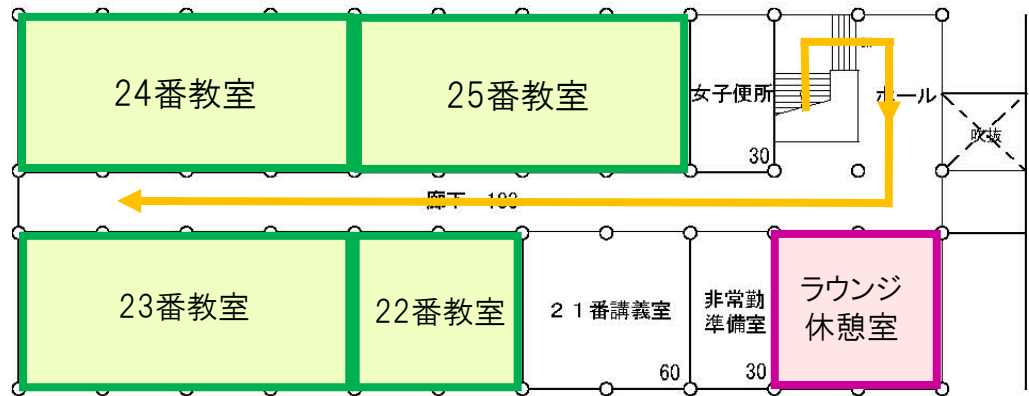 24番教室
25番教室
女子便所
30
ホール
吹抜
廊下 193
23番教室
22番教室
21番講義室
60
非常勤
準備室
30
ラウンジ
休憩室